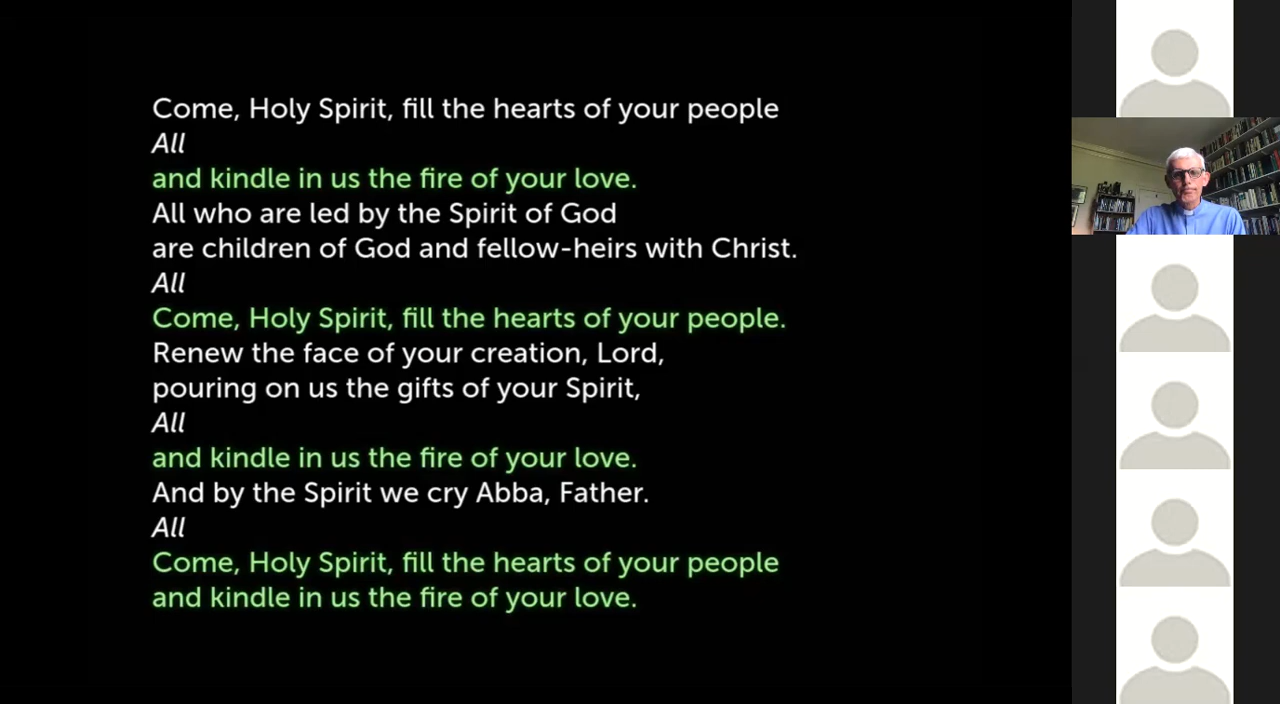 Come, Holy Spirit, fill the hearts of your people
All
and kindle in us the fire of your love.
All who are led by the Spirit of God
are children of God and fellow-heirs with Christ.
All
Come, Holy Spirit, fill the hearts of your people.
Renew the face of your creation, Lord,
pouring on us the gifts of your Spirit,
All
and kindle in us the fire of your love.
And by the Spirit we cry Abba, Father.
All
Come, Holy Spirit, fill the hearts of your people
and kindle in us the fire of your love.